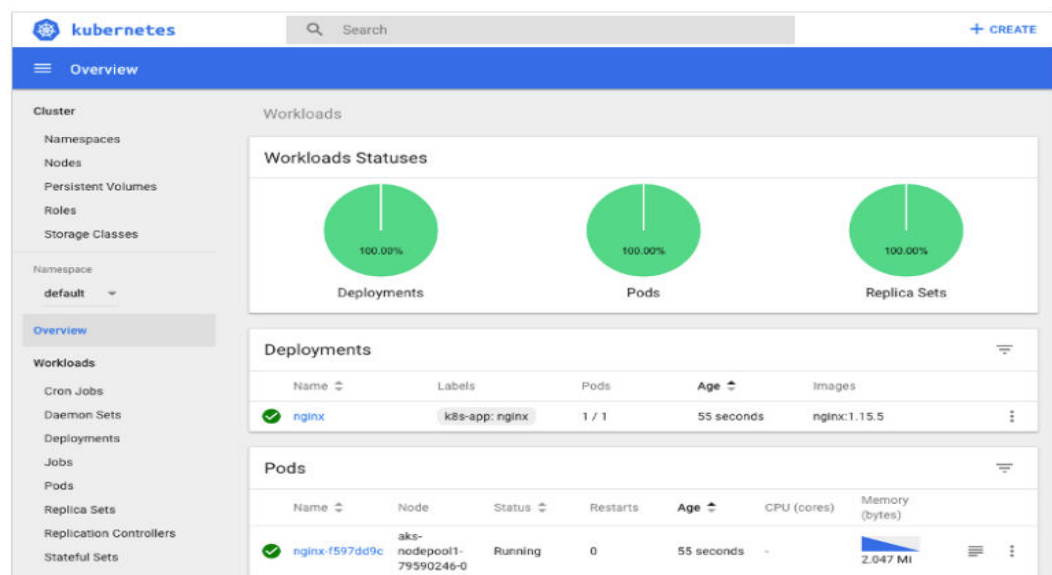 kubernetes
Search
+ CREATE
Overview
Cluster
Namespaces
Nodes
Persistent Volumes
Roles
Storage Classes
Namespace
default
Overview
Workloads
Cron Jobs
Daemon Sets
Deployments
Jobs
Pods
Replica Sets
Replication Controllers
Stateful Sets
Workloads
Workloads Statuses
100.00% 100.00% 100.00%
Deployments Pods Replica Sets
Deployments
Name Labels Pods Age Images
nginx k8s-app: nginx 1 / 1 55 seconds nginx:1.15.5
Pods
Name Node Status Restarts Age CPU (cores) Memory (bytes)
nginx-f597dd9c aks-nodepool1-79590246-0 Running 0 55 seconds - 2.047 Mi